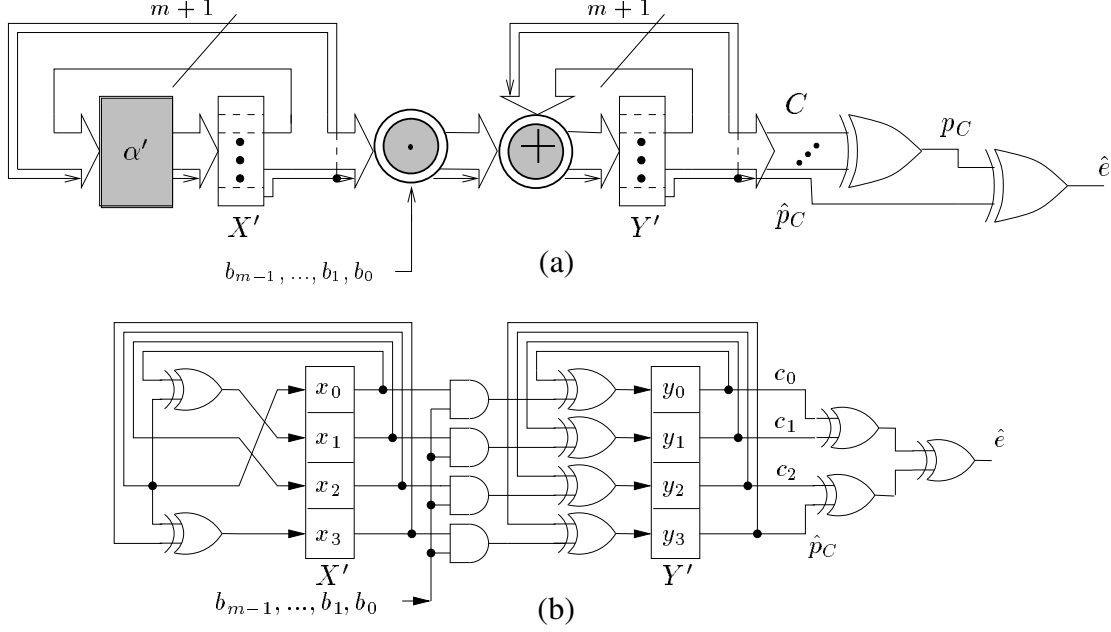 m + 1
m + 1
α′
·
+
C
p_C
ê
X′
Y′
p̂_C
b_{m−1}, ..., b_1, b_0
(a)
x_0
y_0
c_0
x_1
y_1
c_1
ê
x_2
y_2
c_2
x_3
y_3
p̂_C
X′
Y′
b_{m−1}, ..., b_1, b_0
(b)